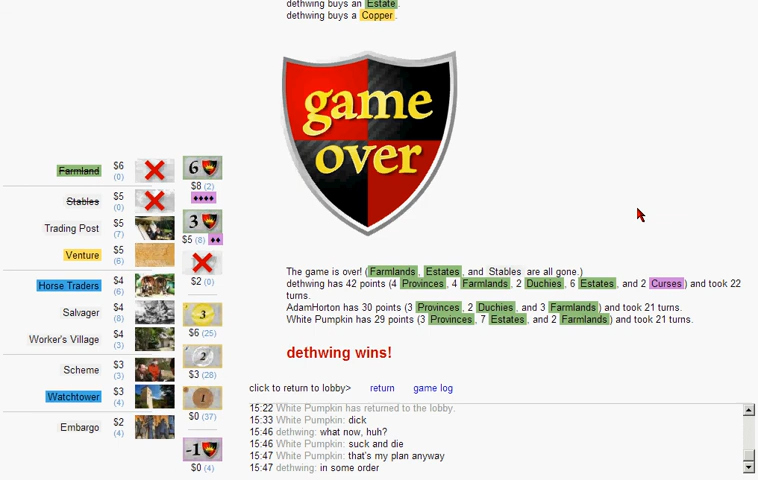 dethwing buys an Estate.
dethwing buys a Copper.
game
over
Farmland $6 (0)
6 $8 (2)
Stables $5 (0)
Trading Post $5 (7)
3 $5 (8)
Venture $5 (6)
$2 (0)
Horse Traders $4 (6)
Salvager $4 (8)
3 $6 (25)
Worker's Village $4 (3)
2 $3 (28)
Scheme $3 (3)
Watchtower $3 (4)
1 $0 (37)
Embargo $2 (4)
-1 $0 (4)
The game is over! (Farmlands, Estates, and Stables are all gone.)
dethwing has 42 points (4 Provinces, 4 Farmlands, 2 Duchies, 6 Estates, and 2 Curses) and took 22
turns.
AdamHorton has 30 points (3 Provinces, 2 Duchies, and 3 Farmlands) and took 21 turns.
White Pumpkin has 29 points (3 Provinces, 7 Estates, and 2 Farmlands) and took 21 turns.
dethwing wins!
click to return to lobby> return game log
15:22 White Pumpkin has returned to the lobby.
15:33 White Pumpkin: dick
15:46 dethwing: what now, huh?
15:46 White Pumpkin: suck and die
15:47 White Pumpkin: that's my plan anyway
15:47 dethwing: in some order